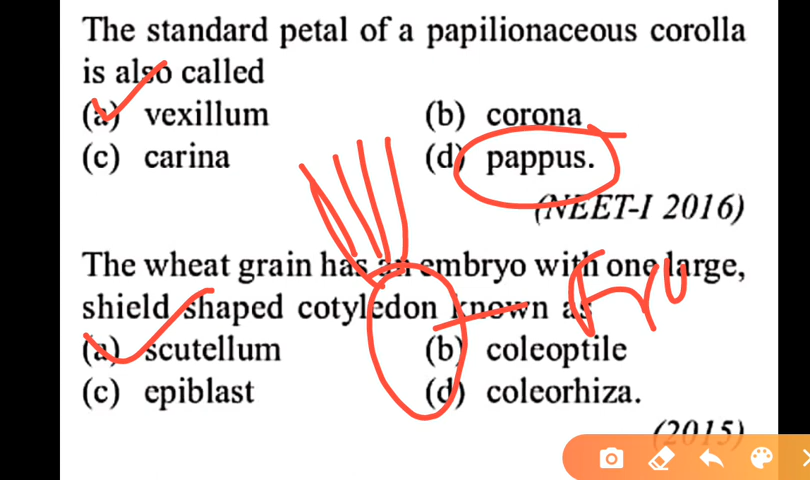 The standard petal of a papilionaceous corolla
is also called
(a) vexillum (b) corona
(c) carina (d) pappus.
(NEET-I 2016)
The wheat grain has an embryo with one large,
shield shaped cotyledon known as
(a) scutellum (b) coleoptile
(c) epiblast (d) coleorhiza.
(2015)